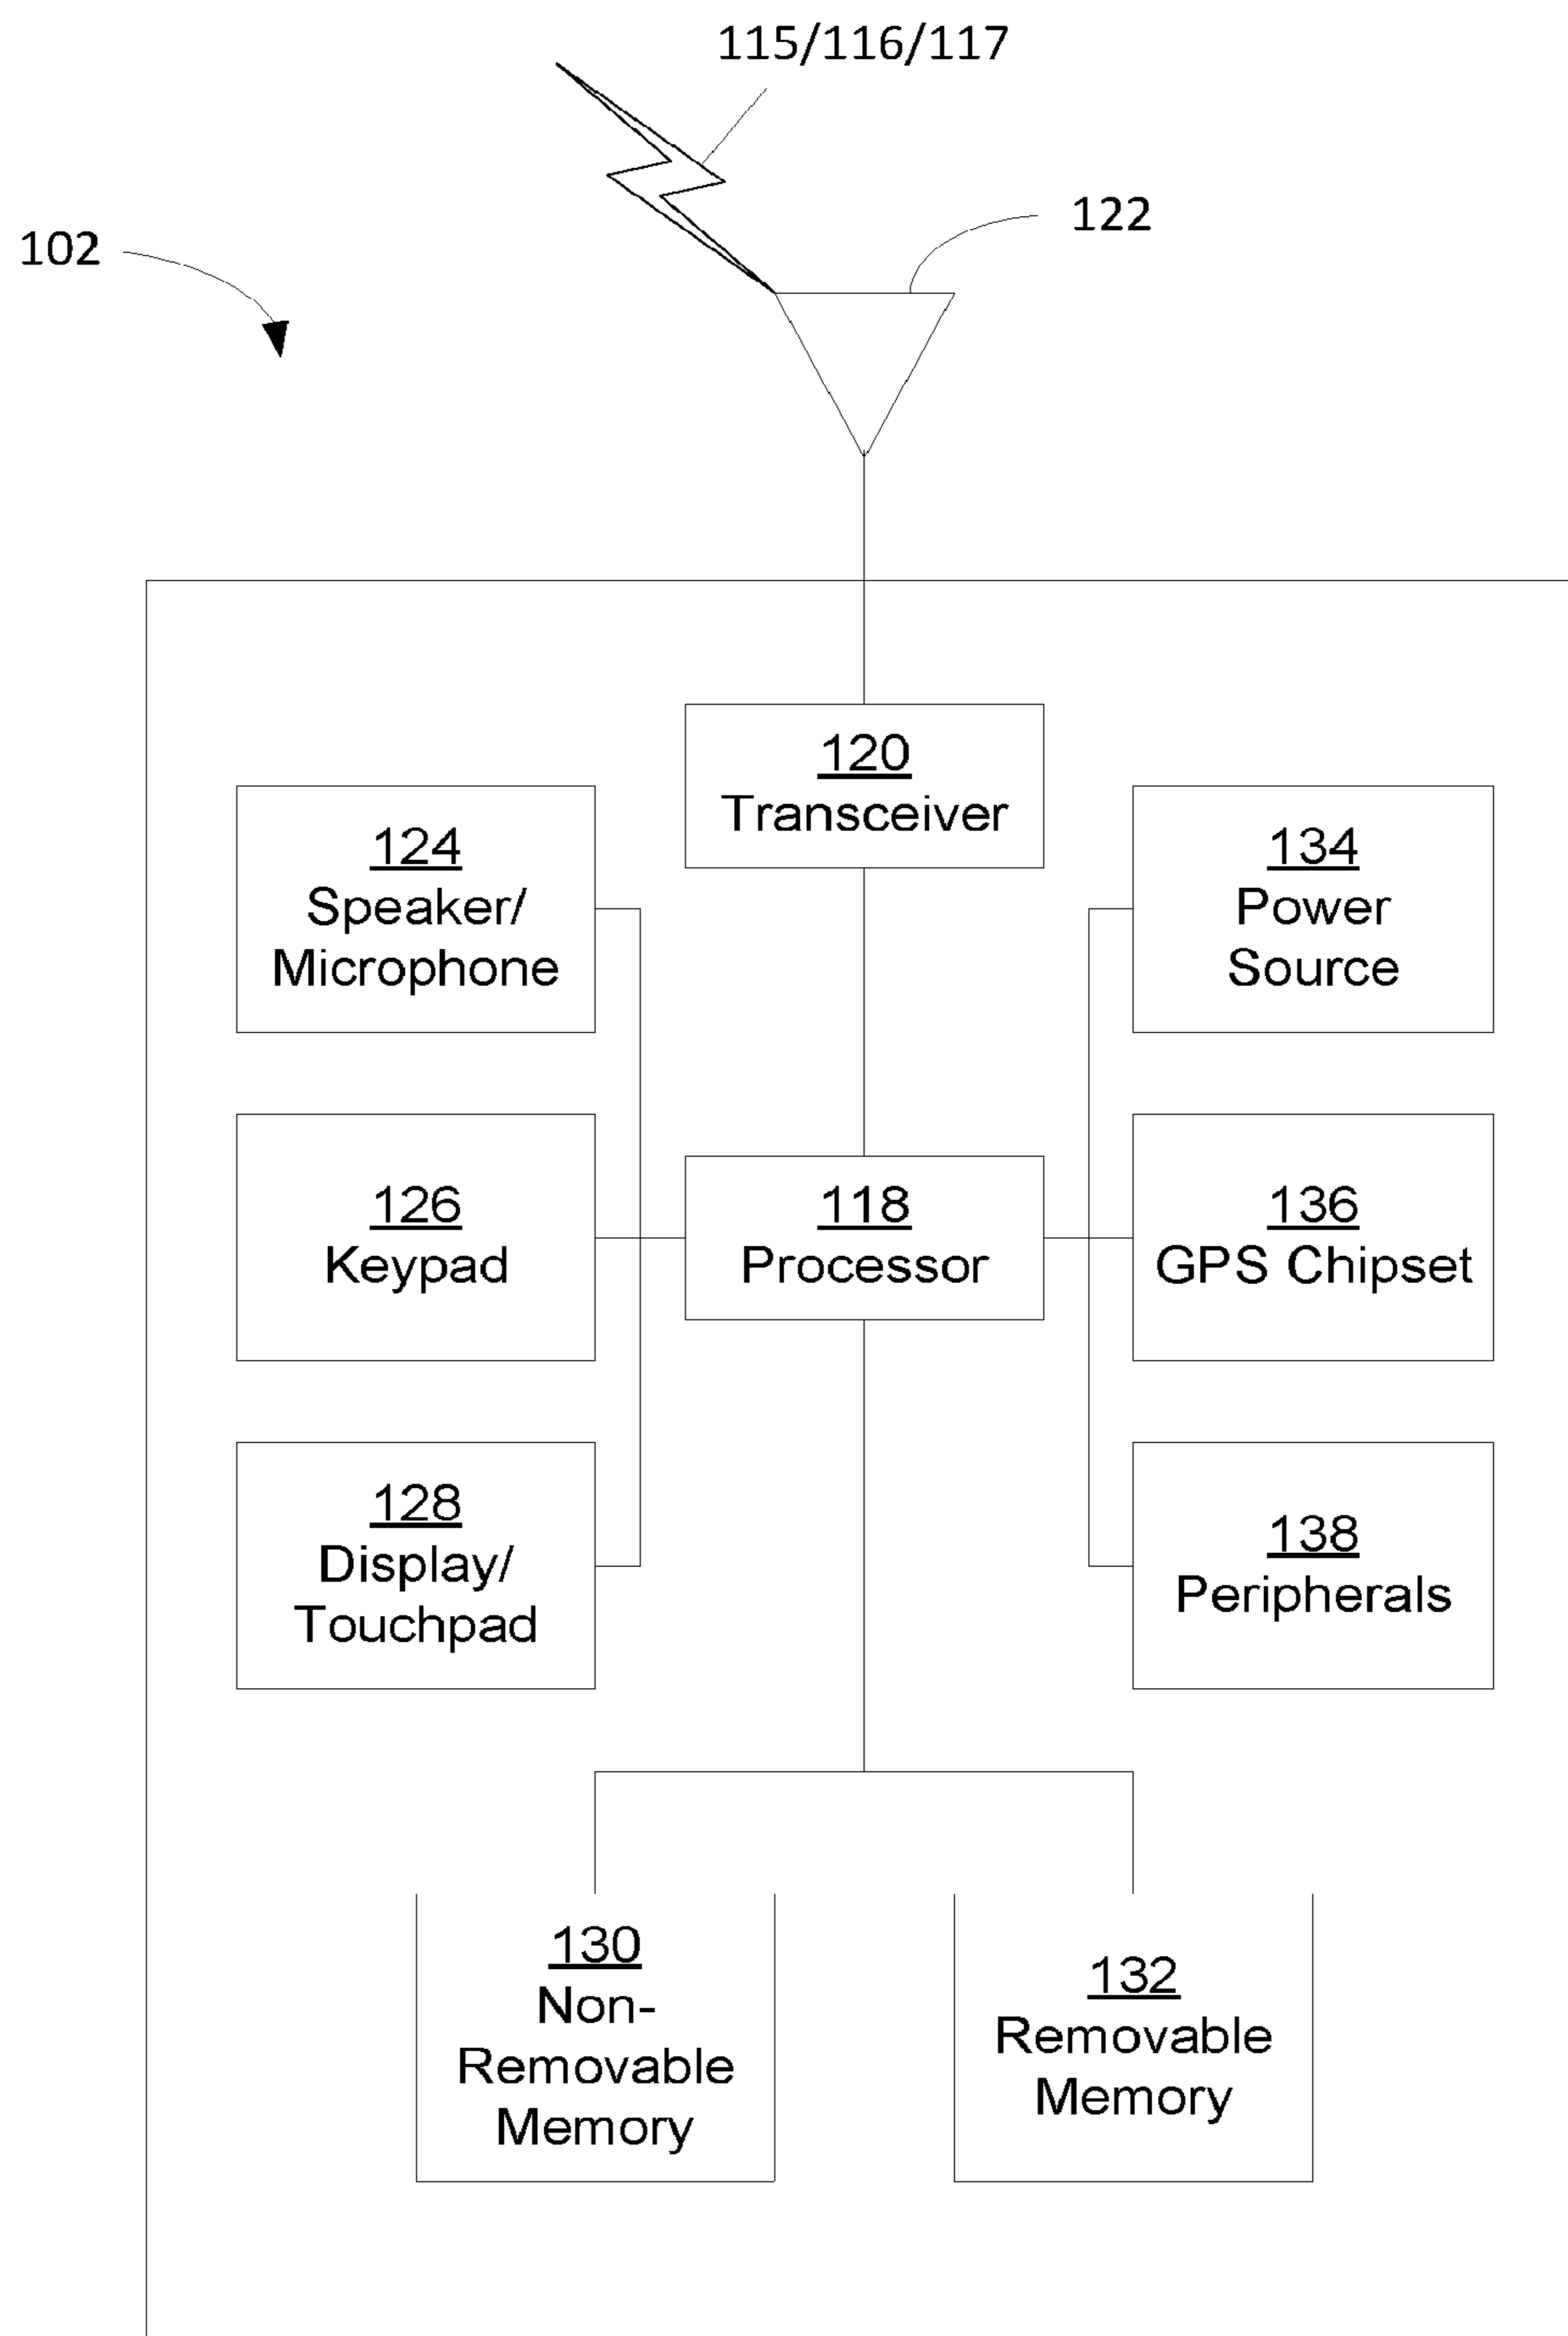 115/116/117
122
102
120
Transceiver
124
Speaker/
Microphone
134
Power
Source
126
Keypad
118
Processor
136
GPS Chipset
128
Display/
Touchpad
138
Peripherals
130
Non-
Removable
Memory
132
Removable
Memory